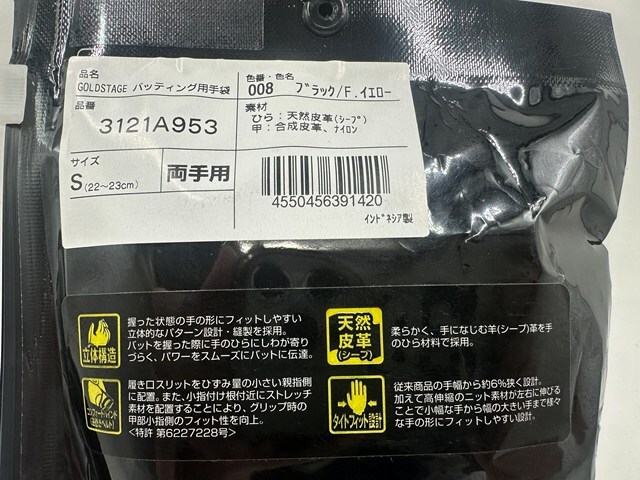 品名
GOLDSTAGE バッティング用手袋
品番
3121A953
サイズ
S(22～23cm)
両手用
色番・色名
008 ブラック/F.イエロー
素材
ひら:天然皮革(シープ)
甲:合成皮革、ナイロン
4550456391420
インドネシア製
立体構造
握った状態の手の形にフィットしやすい
立体的なパターン設計・縫製を採用。
バットを握った際に手のひらにしわが寄り
づらく、パワーをスムーズにバットに伝達。
天然
皮革
(シープ)
柔らかく、手になじむ羊(シープ)革を手
のひら材料で採用。
履き口スリットをひずみ量の小さい親指側
に配置。また、小指付け根付近にストレッチ
素材を配置することにより、グリップ時の
甲部小指側のフィット性を向上。
<特許 第6227228号>
タイトフィット設計
従来商品の手幅から約6%狭く設計。
加えて高伸縮のニット素材が左右に伸びる
ことで小幅な手から幅の大きい手まで様々
な手の形にフィットしやすい設計。